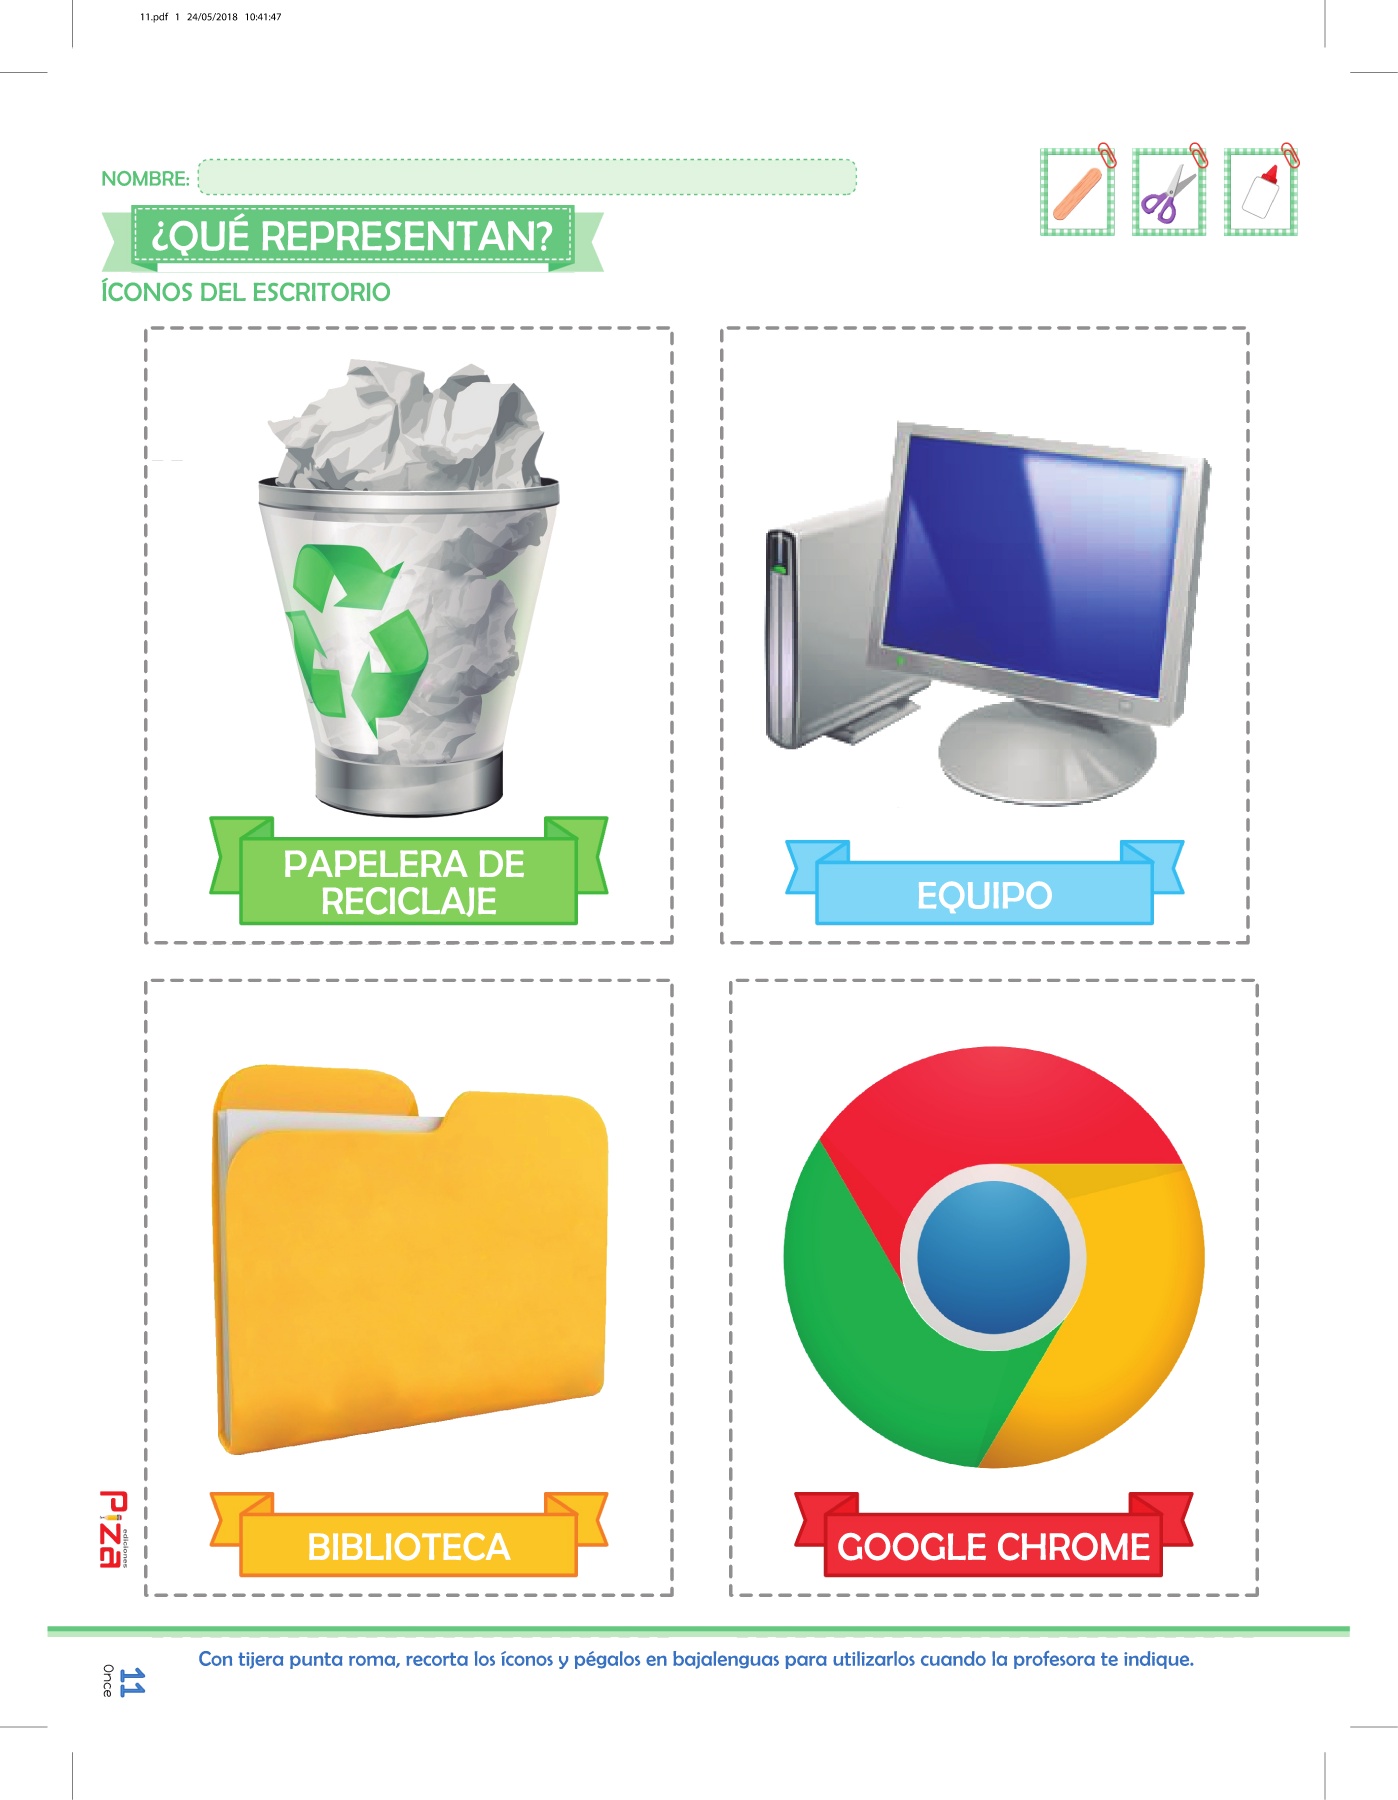 11.pdf 1 24/05/2018 10:41:47
NOMBRE:
¿QUÉ REPRESENTAN?
ÍCONOS DEL ESCRITORIO
PAPELERA DE
RECICLAJE
EQUIPO
BIBLIOTECA
GOOGLE CHROME
Piza
ediciones
Con tijera punta roma, recorta los íconos y pégalos en bajalenguas para utilizarlos cuando la profesora te indique.
11
Once